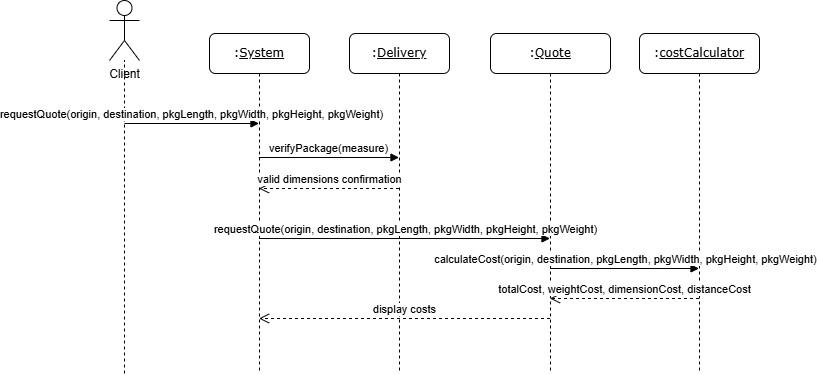 :System
:Delivery
:Quote
:costCalculator
Client
requestQuote(origin, destination, pkgLength, pkgWidth, pkgHeight, pkgWeight)
verifyPackage(measure)
valid dimensions confirmation
requestQuote(origin, destination, pkgLength, pkgWidth, pkgHeight, pkgWeight)
calculateCost(origin, destination, pkgLength, pkgWidth, pkgHeight, pkgWeight)
totalCost, weightCost, dimensionCost, distanceCost
display costs